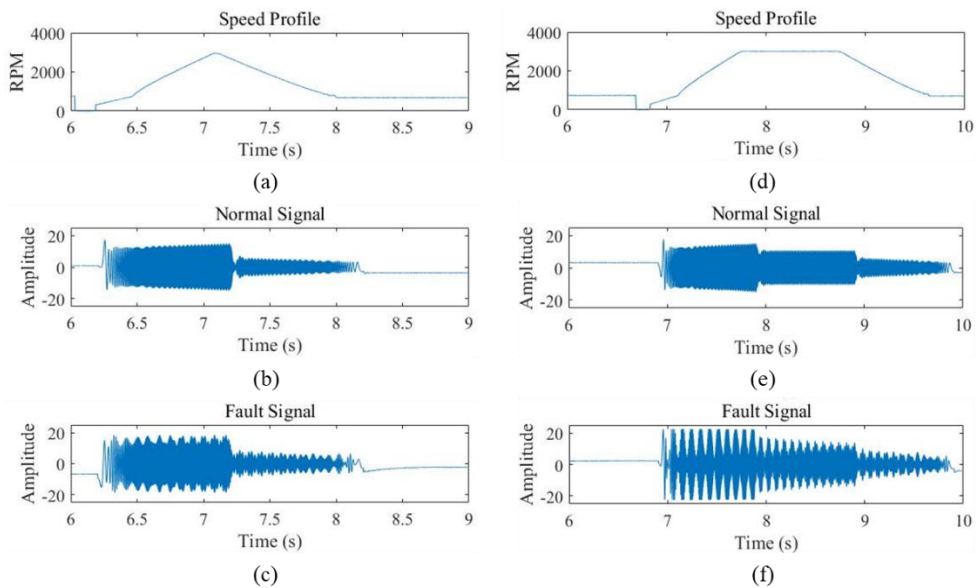 Speed Profile
4000
2000
0
RPM
6 6.5 7 7.5 8 8.5 9
Time (s)
(a)
Normal Signal
20
0
-20
Amplitude
6 6.5 7 7.5 8 8.5 9
Time (s)
(b)
Fault Signal
20
0
-20
Amplitude
6 6.5 7 7.5 8 8.5 9
Time (s)
(c)
Speed Profile
4000
2000
0
RPM
6 7 8 9 10
Time (s)
(d)
Normal Signal
20
0
-20
Amplitude
6 7 8 9 10
Time (s)
(e)
Fault Signal
20
0
-20
Amplitude
6 7 8 9 10
Time (s)
(f)